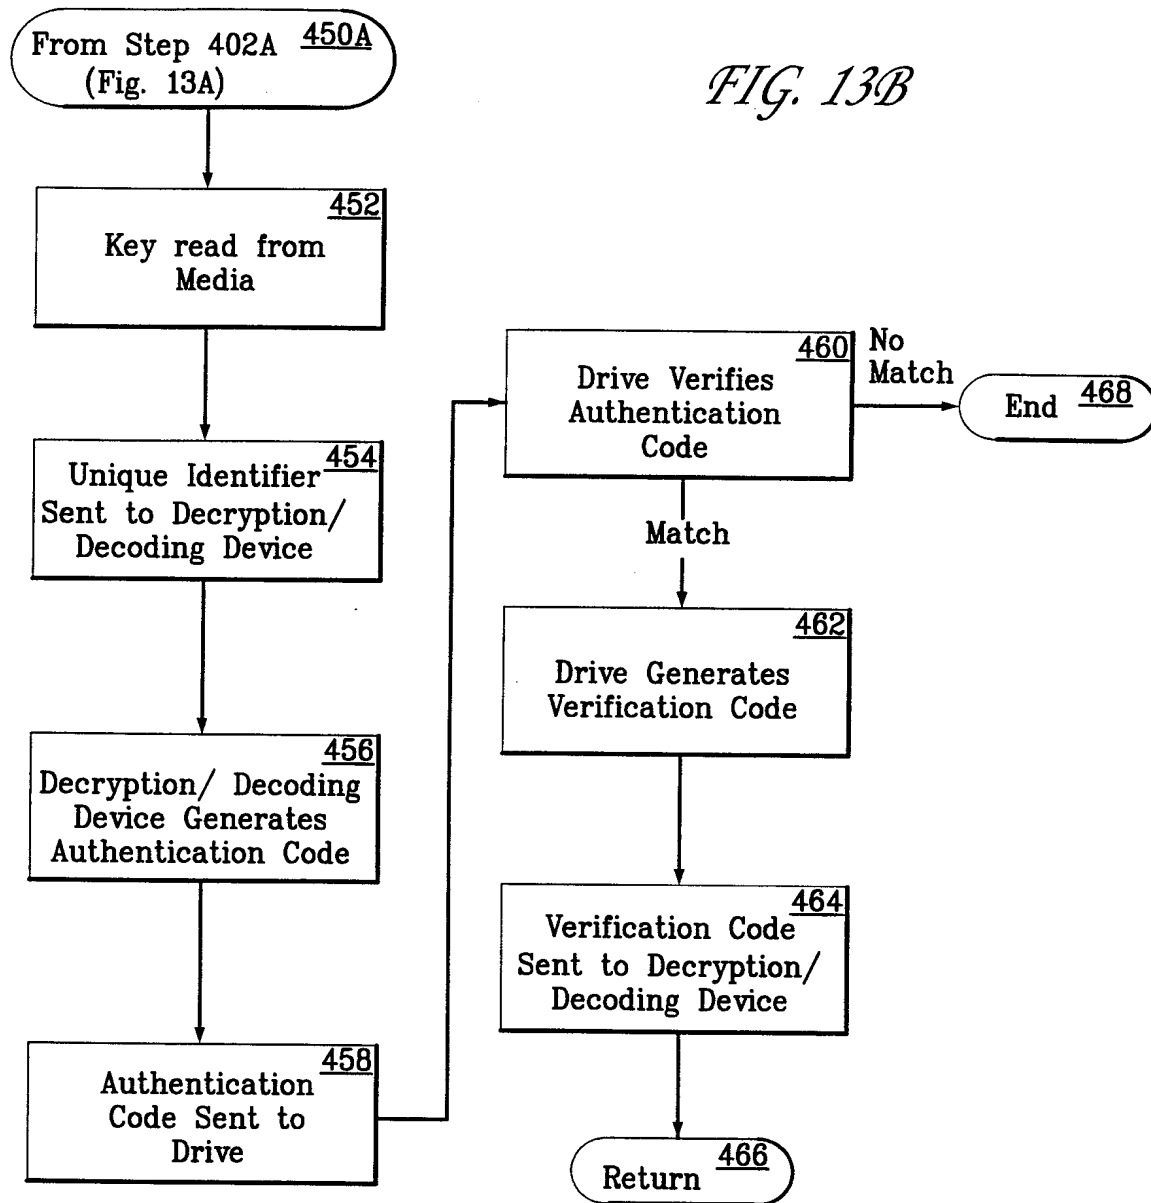 From Step 402A 450A
(Fig. 13A)
FIG. 13B
452
Key read from
Media
454
Unique Identifier
Sent to Decryption/
Decoding Device
456
Decryption/ Decoding
Device Generates
Authentication Code
458
Authentication
Code Sent to
Drive
460
Drive Verifies
Authentication
Code
No
Match
End 468
Match
462
Drive Generates
Verification Code
464
Verification Code
Sent to Decryption/
Decoding Device
Return 466